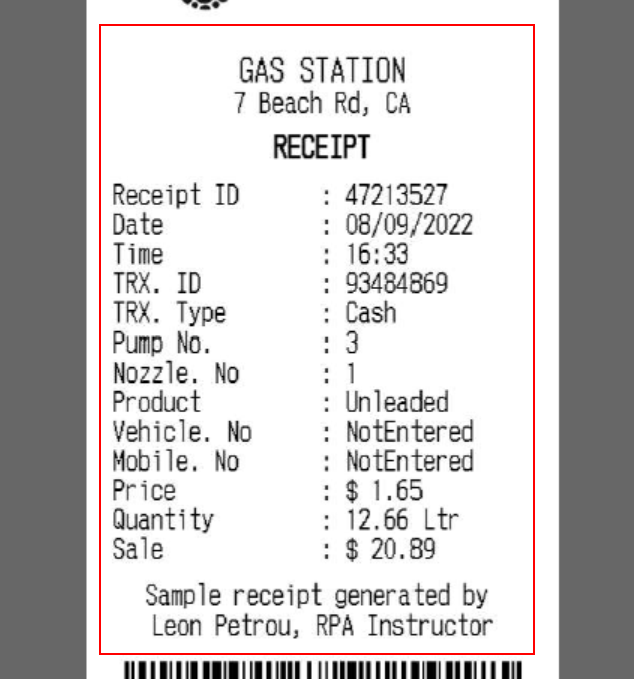 GAS STATION
7 Beach Rd, CA
RECEIPT
Receipt ID : 47213527
Date : 08/09/2022
Time : 16:33
TRX. ID : 93484869
TRX. Type : Cash
Pump No. : 3
Nozzle. No : 1
Product : Unleaded
Vehicle. No : NotEntered
Mobile. No : NotEntered
Price : $ 1.65
Quantity : 12.66 Ltr
Sale : $ 20.89
Sample receipt generated by
Leon Petrou, RPA Instructor